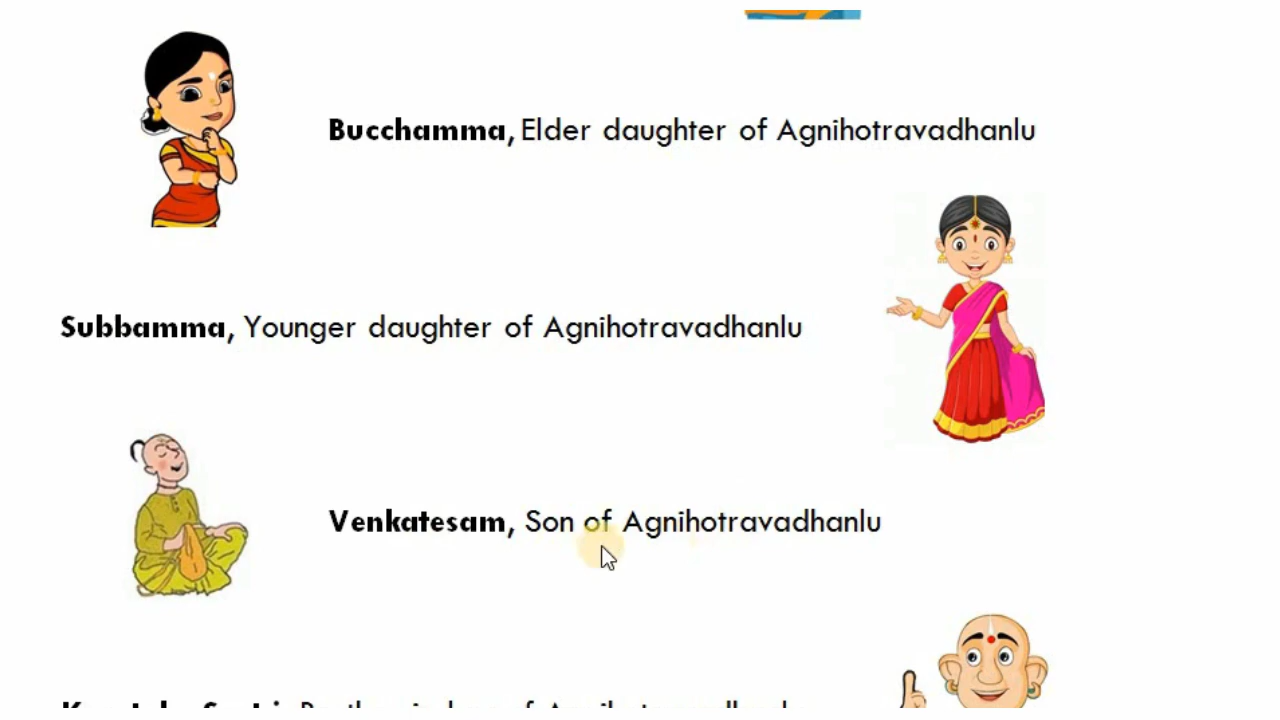 Bucchamma, Elder daughter of Agnihotravadhanlu
Subbamma, Younger daughter of Agnihotravadhanlu
Venkatesam, Son of Agnihotravadhanlu